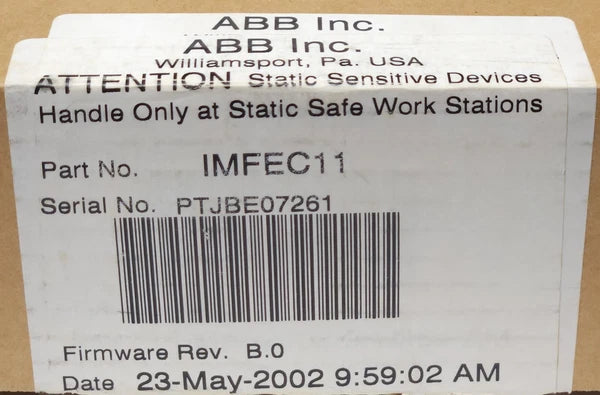 ABB Inc.
ABB Inc.
Williamsport, Pa. USA
ATTENTION Static Sensitive Devices
Handle Only at Static Safe Work Stations
Part No. IMFEC11
Serial No. PTJBE07261
Firmware Rev. B.0
Date 23-May-2002 9:59:02 AM